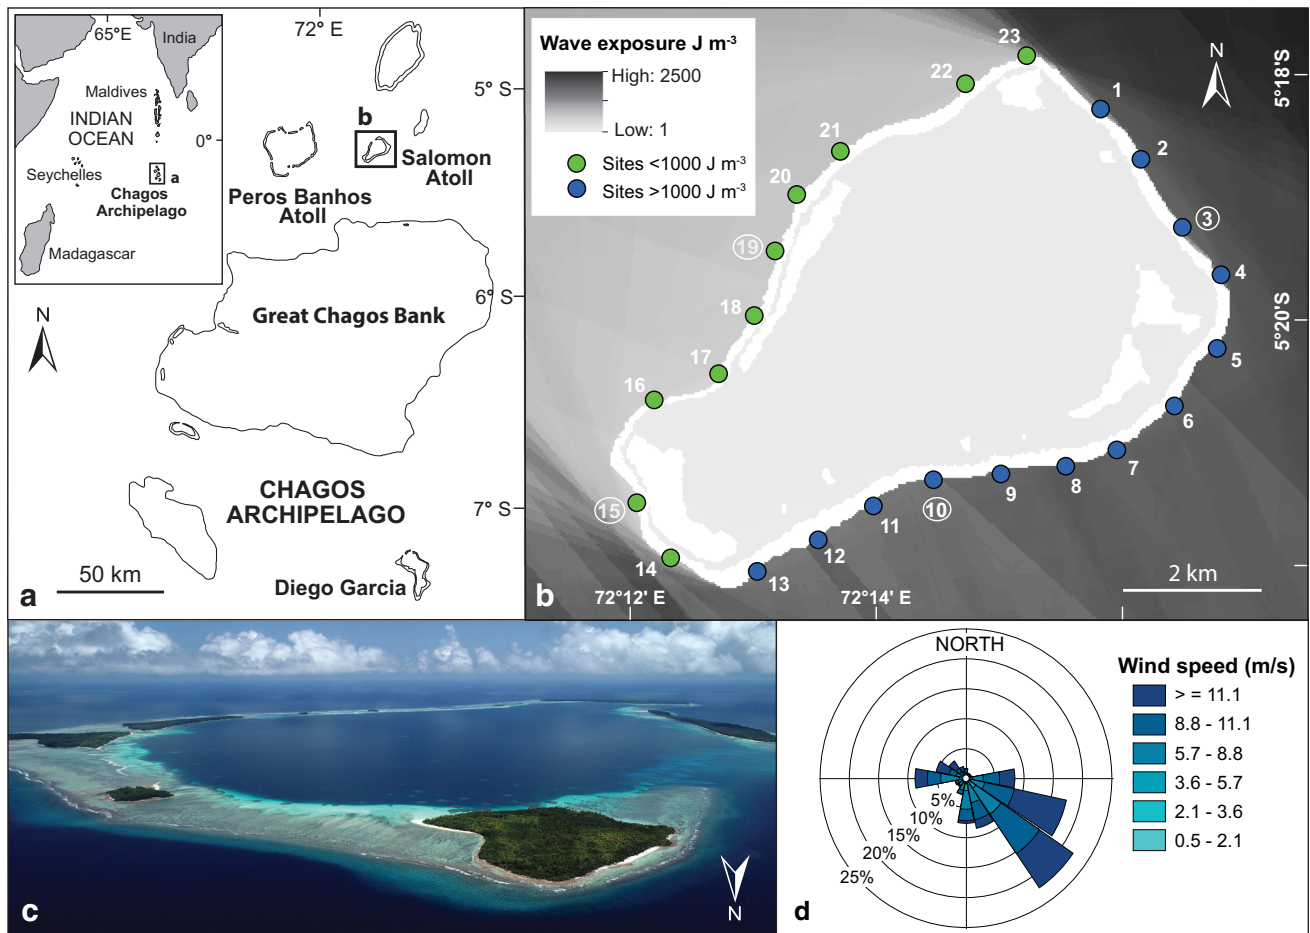 65°E
India
Maldives
INDIAN
OCEAN
0°
Seychelles
a
Chagos
Archipelago
Madagascar
72° E
5° S
b
Salomon
Atoll
Peros Banhos
Atoll
6° S
Great Chagos Bank
N
CHAGOS
ARCHIPELAGO
7° S
50 km
Diego Garcia
a
Wave exposure J m-3
High: 2500
Low: 1
Sites <1000 J m-3
Sites >1000 J m-3
N
5°18'S
5°20'S
23
22
1
21
2
20
3
19
4
18
5
17
16
6
7
8
9
10
15
11
12
14
13
72°12' E
72°14' E
2 km
b
c
N
NORTH
5%
10%
15%
20%
25%
d
Wind speed (m/s)
> = 11.1
8.8 - 11.1
5.7 - 8.8
3.6 - 5.7
2.1 - 3.6
0.5 - 2.1